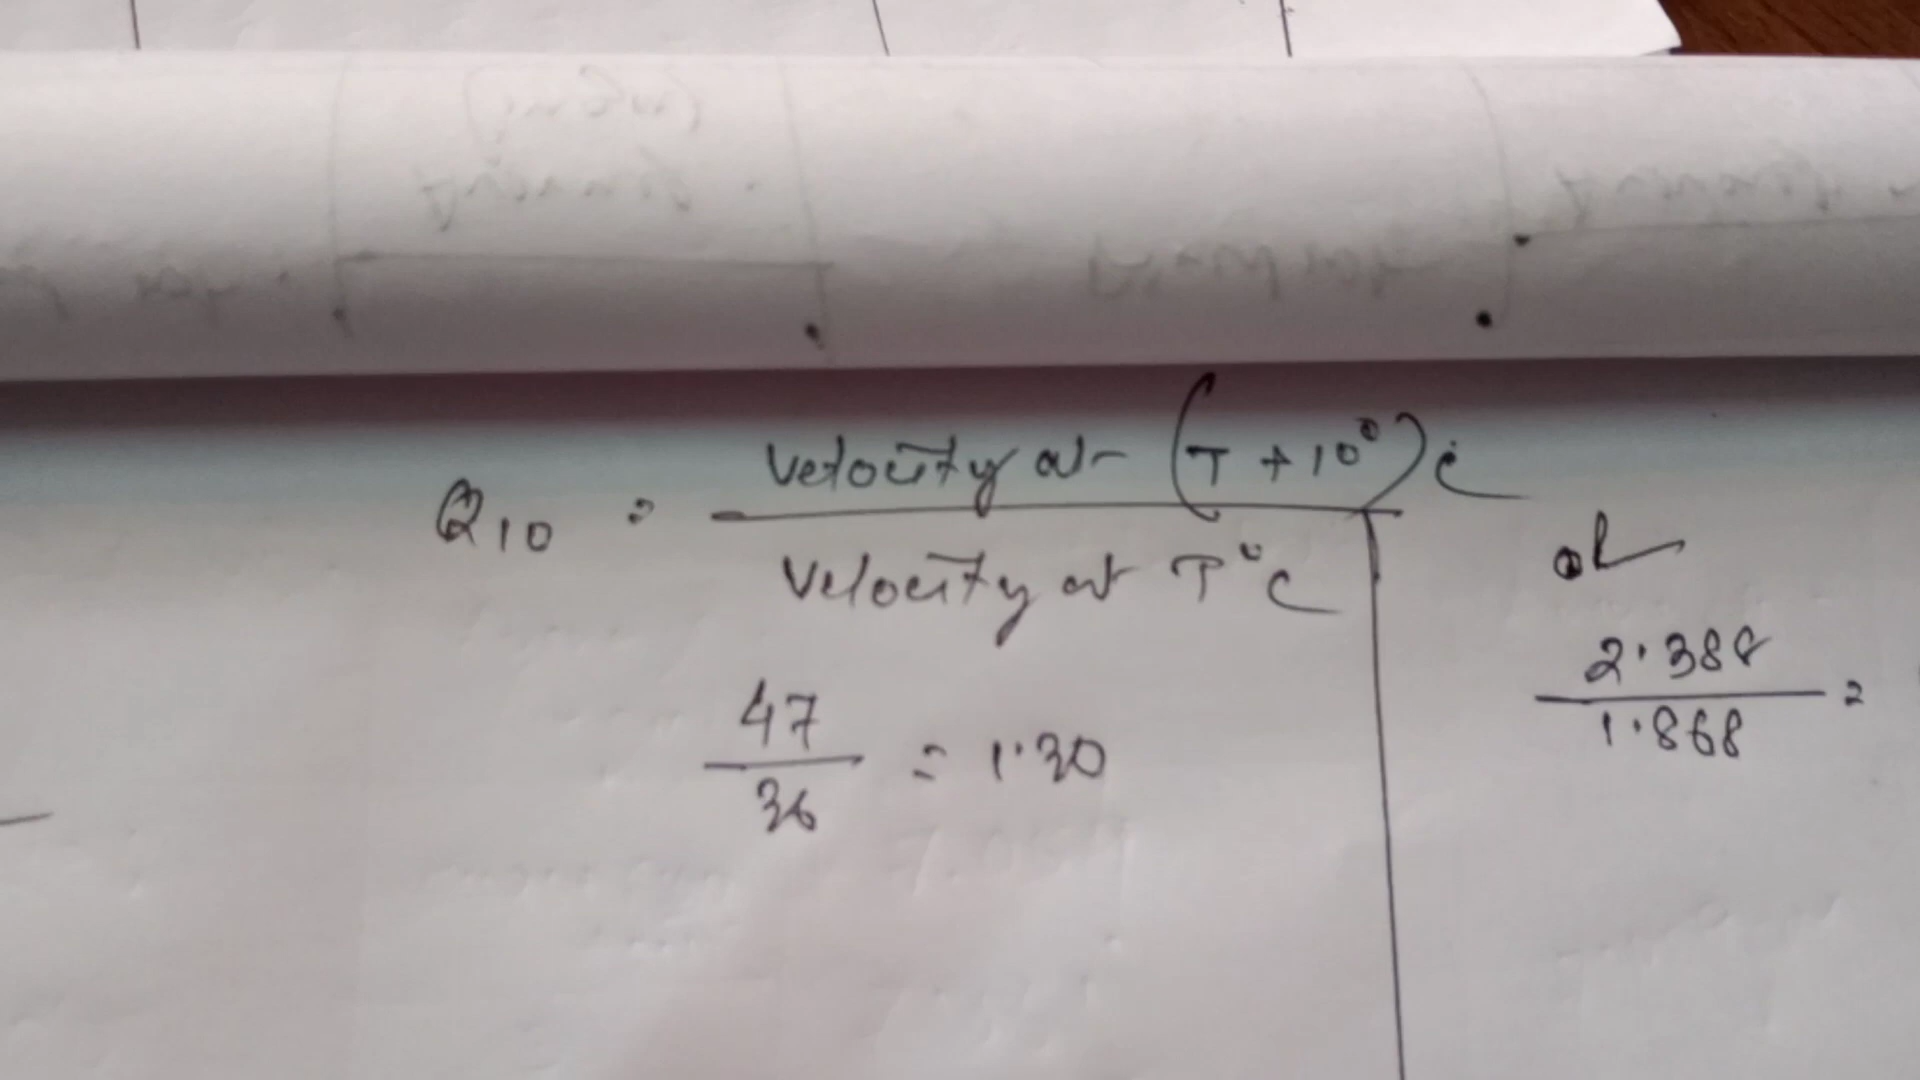 Q10 = velocity at (T + 10°)°C
velocity at T°C
47
36
= 1.30
or
2.388
1.868
=